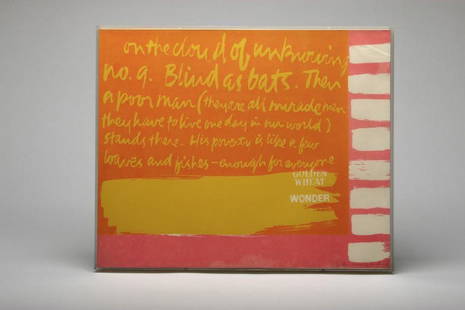 on the cloud of unknowing
no. 9. Blind as bats. Then
A poor man (they are all miracle men
they have to live one day in our world)
stands there. His poverty is like a few
loaves and fishes - enough for everyone
GOLDEN
WHEAT
WONDER